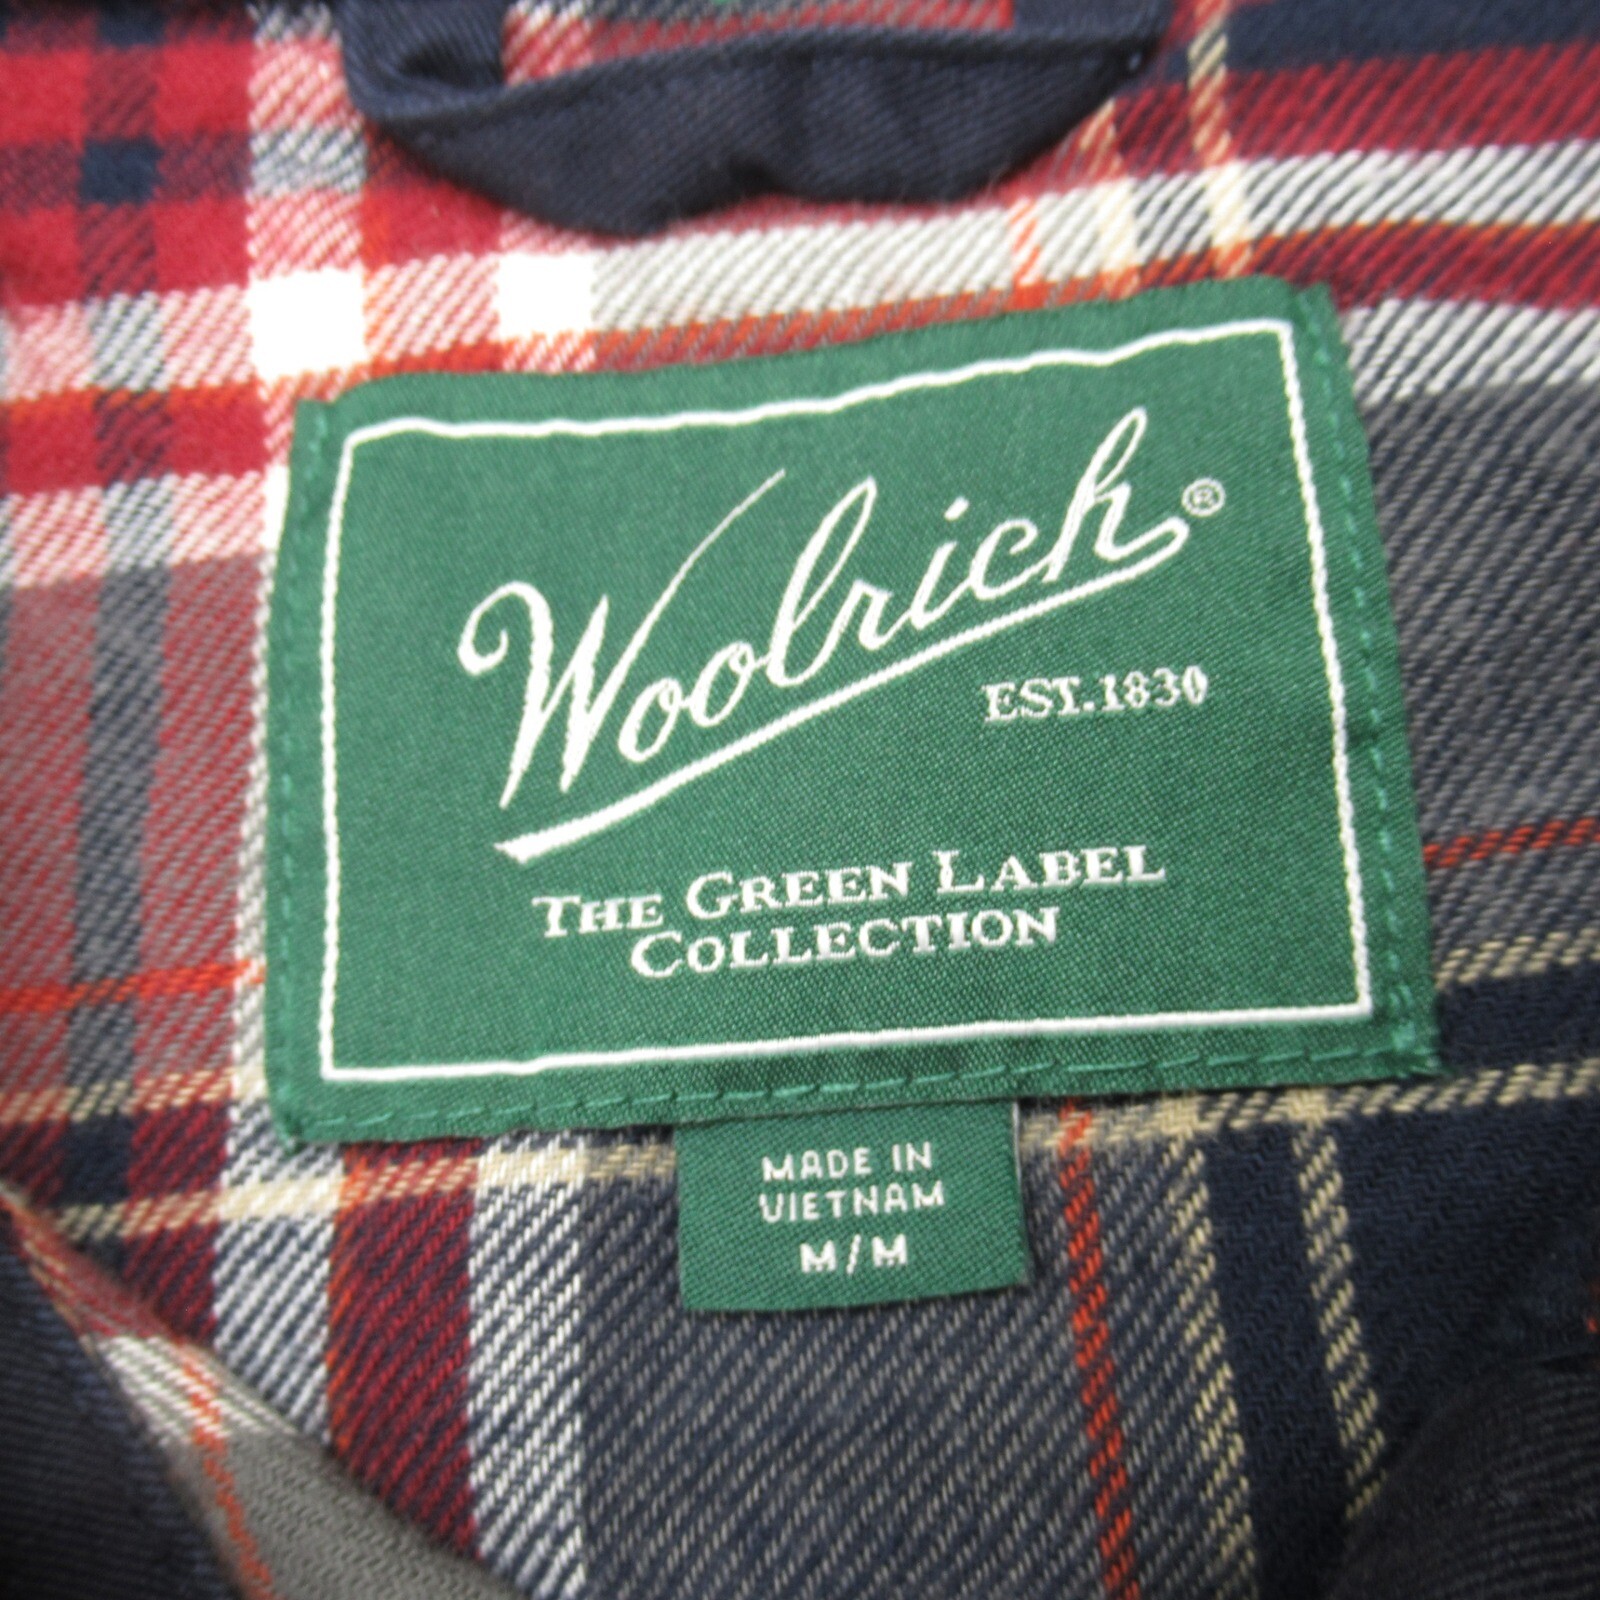 Woolrich®
EST.1830
THE GREEN LABEL
COLLECTION
MADE IN
VIETNAM
M/M